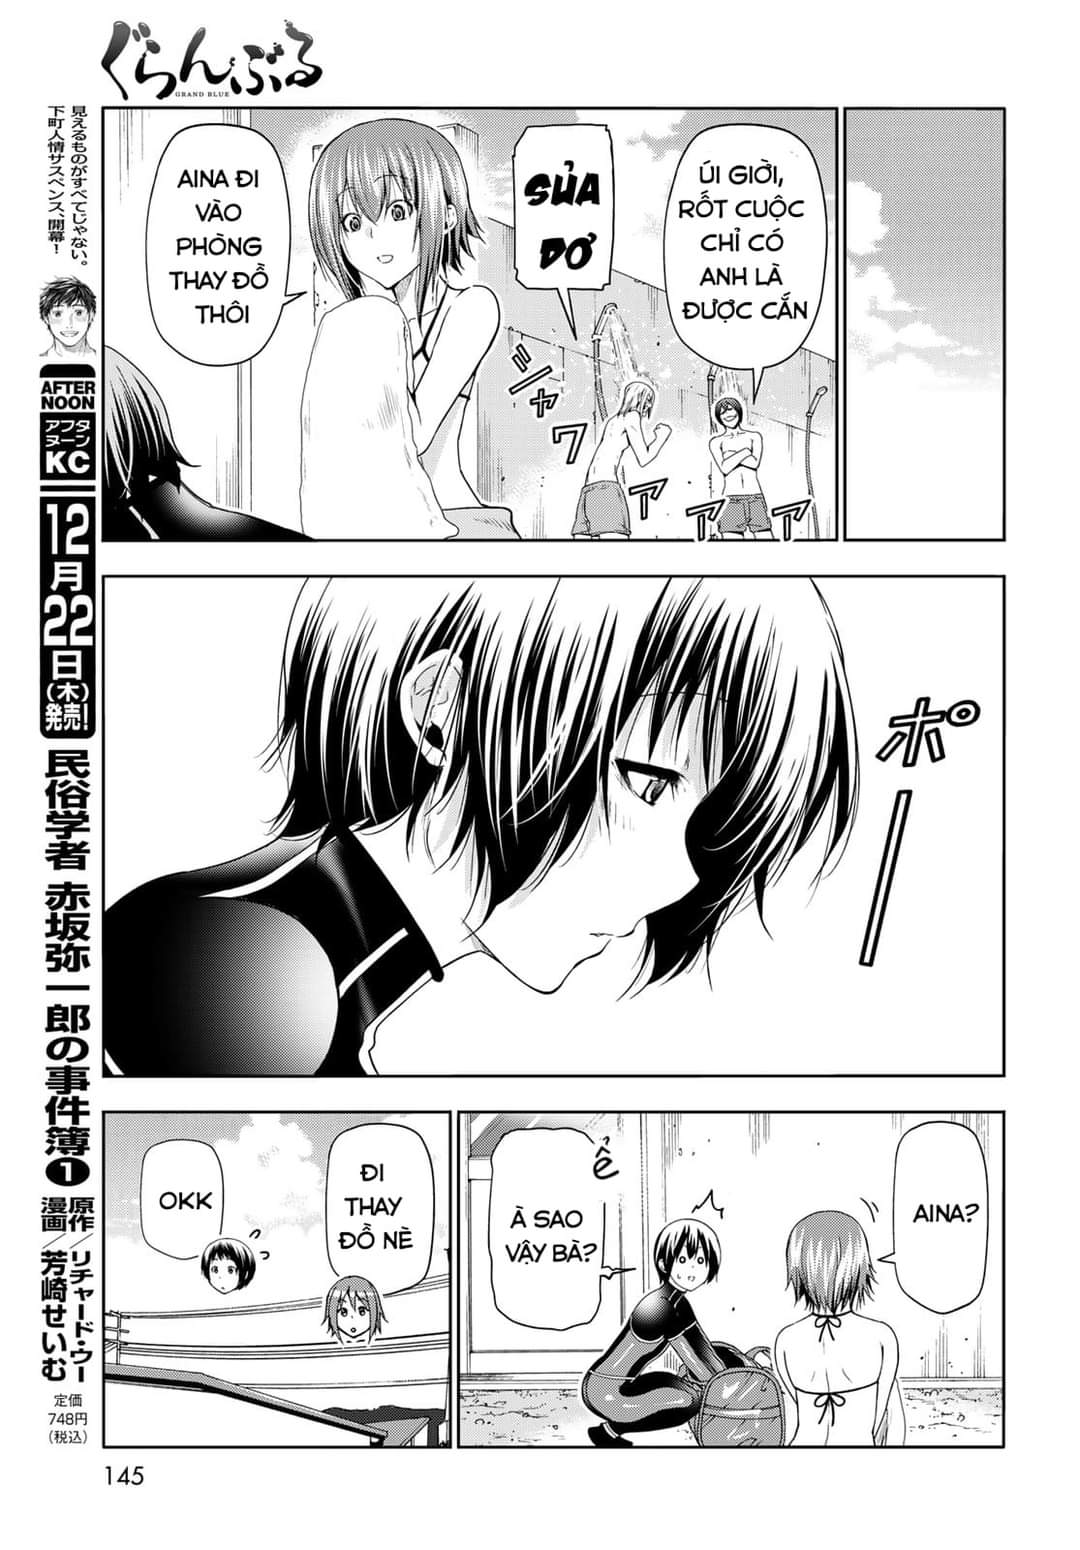 ぐらんぶる
GRAND BLUE
ÚI GIỜI,
RỐT CUỘC
CHỈ CÓ
ANH LÀ
ĐƯỢC CẮN
SỦA
DƠ
AINA ĐI
VÀO
PHÒNG
THAY ĐỒ
THÔI
ジャワ
アアア
ポー
AINA?
Ể
À SAO
VẬY BÀ?
ĐI
THAY
ĐỒ NÈ
OKK
見えるものがすべてじゃない。
下町人情サスペンス、開幕！
AFTER
NOON
アフタ
ヌーン
KC
12月22日(木)発売!
民俗学者 赤坂弥一郎の事件簿❶
原作/リチャード・ウー
漫画/芳崎せいむ
定価
748円
(税込)
145